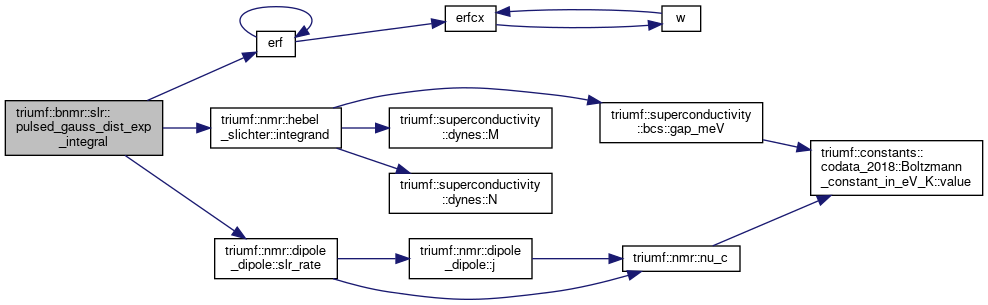 triumf::bnmr::slr::
pulsed_gauss_dist_exp
_integral
erf
erfcx
w
triumf::nmr::hebel
_slichter::integrand
triumf::superconductivity
::dynes::M
triumf::superconductivity
::dynes::N
triumf::superconductivity
::bcs::gap_meV
triumf::constants::
codata_2018::Boltzmann
_constant_in_eV_K::value
triumf::nmr::dipole
_dipole::slr_rate
triumf::nmr::dipole
_dipole::j
triumf::nmr::nu_c